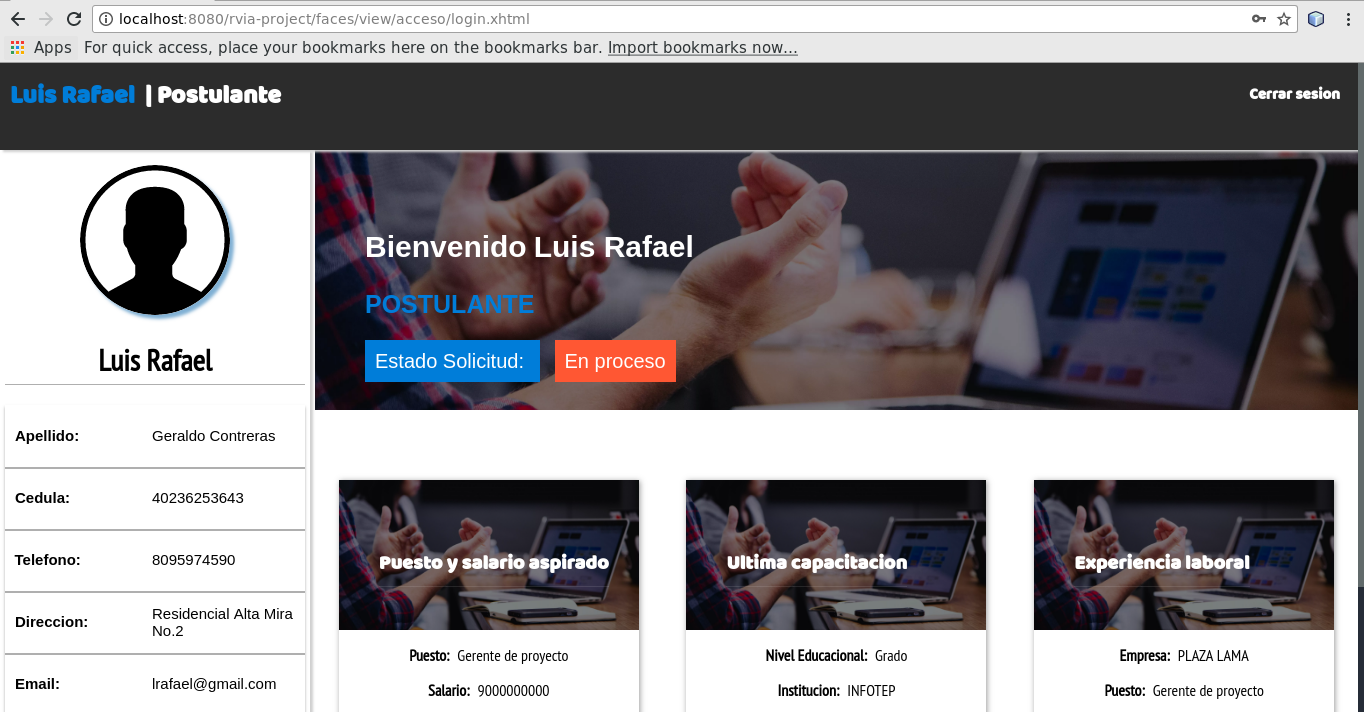 localhost:8080/rvia-project/faces/view/acceso/login.xhtml
Apps For quick access, place your bookmarks here on the bookmarks bar. Import bookmarks now...
Luis Rafael | Postulante
Cerrar sesion
Luis Rafael
Apellido: Geraldo Contreras
Cedula: 40236253643
Telefono: 8095974590
Direccion: Residencial Alta Mira
No.2
Email: lrafael@gmail.com
Bienvenido Luis Rafael
POSTULANTE
Estado Solicitud: En proceso
Puesto y salario aspirado
Puesto: Gerente de proyecto
Salario: 9000000000
Ultima capacitacion
Nivel Educacional: Grado
Institucion: INFOTEP
Experiencia laboral
Empresa: PLAZA LAMA
Puesto: Gerente de proyecto